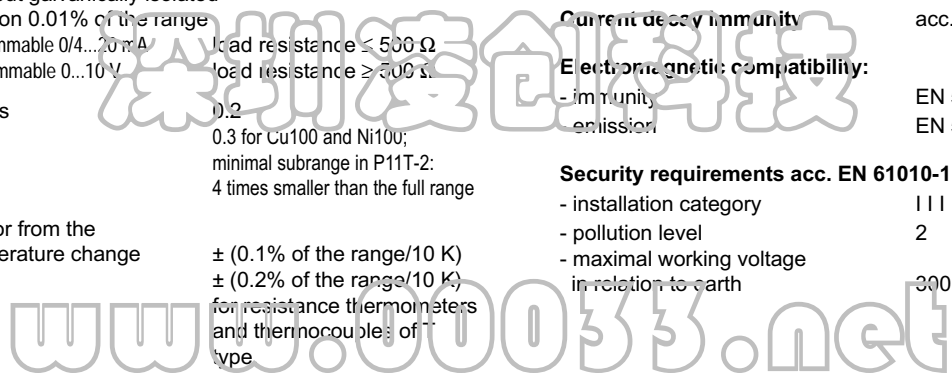 on 0.01% of the range
mmable 0/4...20 mA load resistance ≤ 500 Ω
mmable 0...10 V load resistance ≥ 500 Ω
s 0.2
0.3 for Cu100 and Ni100;
minimal subrange in P11T-2:
4 times smaller than the full range
or from the
erature change ± (0.1% of the range/10 K)
± (0.2% of the range/10 K)
for resistance thermometers
and thermocouples of T
type
Current decay immunity acc.
Electromagnetic compatibility:
- immunity EN
- emission EN
Security requirements acc. EN 61010-1
- installation category III
- pollution level 2
- maximal working voltage
in relation to earth 300
深圳凌创科技
www.00033.net